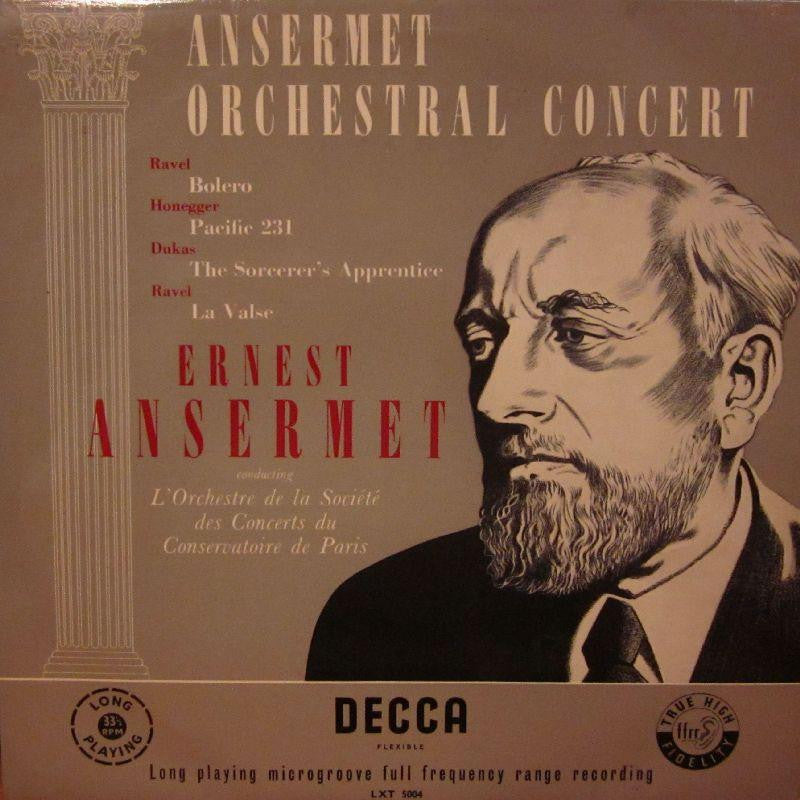 ANSERMET
ORCHESTRAL CONCERT
Ravel
Bolero
Honegger
Pacific 231
Dukas
The Sorcerer's Apprentice
Ravel
La Valse
ERNEST
ANSERMET
conducting
L'Orchestre de la Société
des Concerts du
Conservatoire de Paris
LONG
33⅓
RPM
PLAYING
DECCA
FLEXIBLE
TRUE HIGH
ffrr
FIDELITY
Long playing microgroove full frequency range recording
LXT 5004